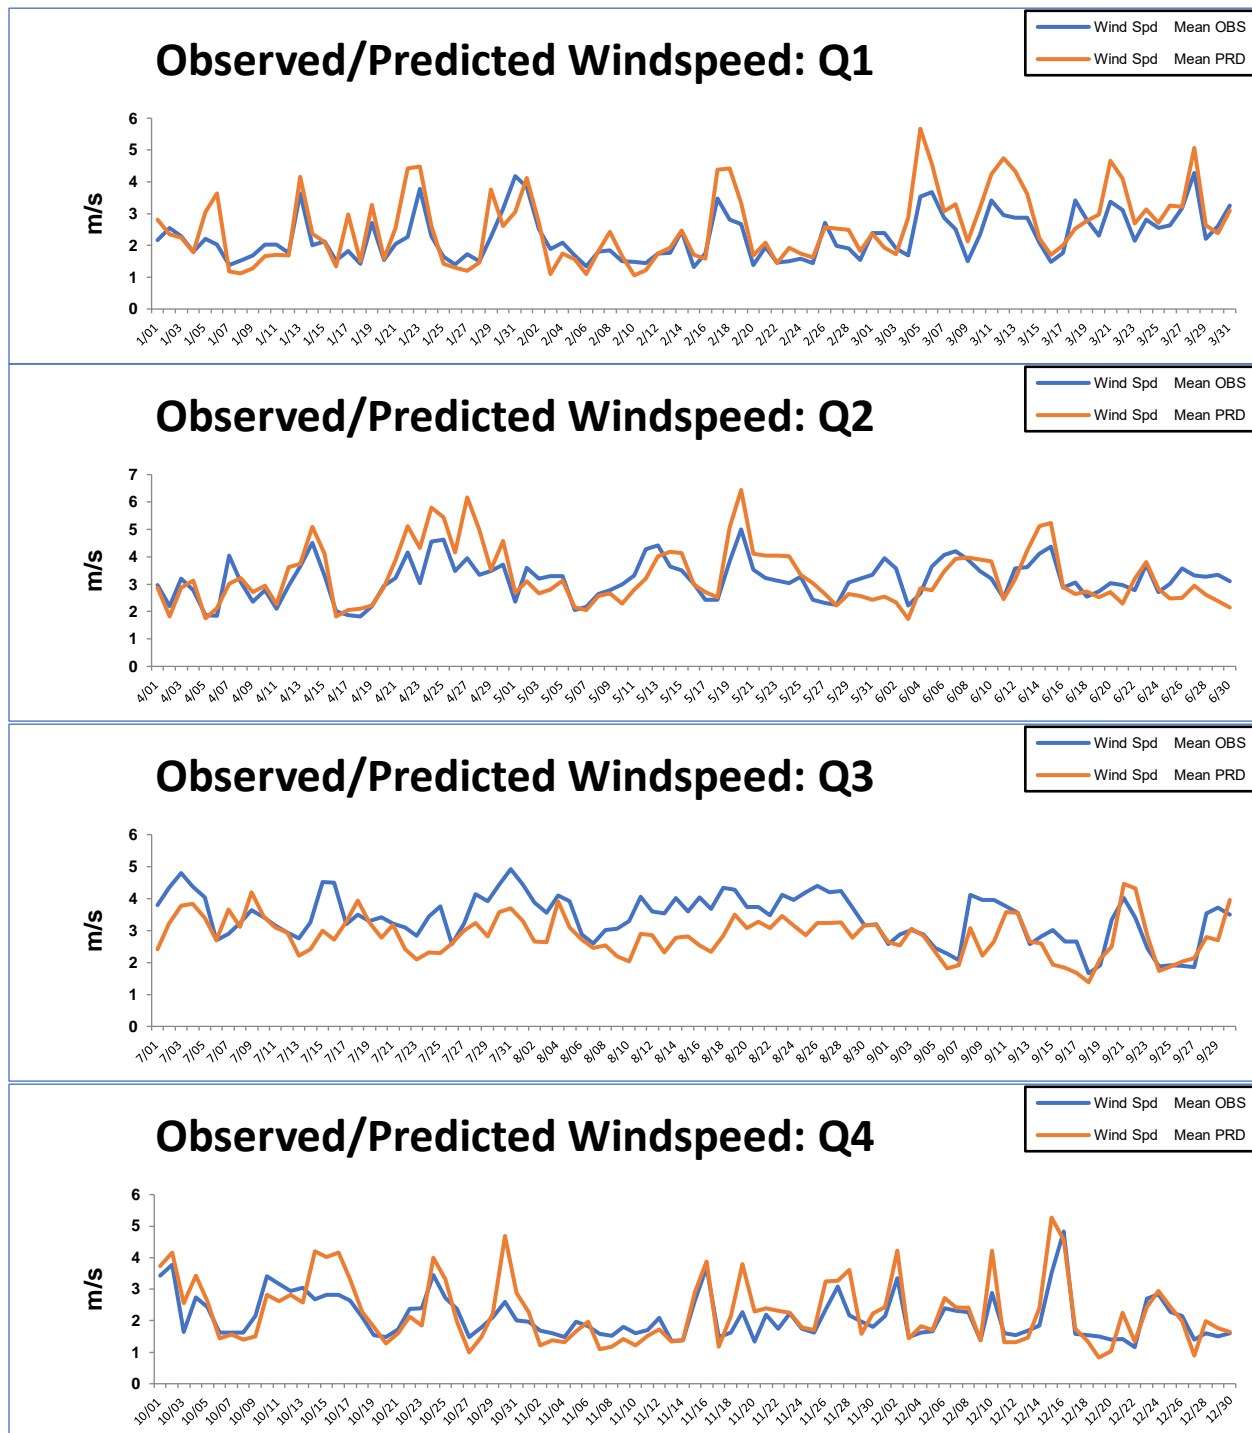 Wind Spd Mean OBS
Wind Spd Mean PRD
Observed/Predicted Windspeed: Q1
m/s
6
5
4
3
2
1
0
1/01 1/03 1/05 1/07 1/09 1/11 1/13 1/15 1/17 1/19 1/21 1/23 1/25 1/27 1/29 1/31 2/02 2/04 2/06 2/08 2/10 2/12 2/14 2/16 2/18 2/20 2/22 2/24 2/26 2/28 3/01 3/03 3/05 3/07 3/09 3/11 3/13 3/15 3/17 3/19 3/21 3/23 3/25 3/27 3/29 3/31
Wind Spd Mean OBS
Wind Spd Mean PRD
Observed/Predicted Windspeed: Q2
m/s
7
6
5
4
3
2
1
0
4/01 4/03 4/05 4/07 4/09 4/11 4/13 4/15 4/17 4/19 4/21 4/23 4/25 4/27 4/29 5/01 5/03 5/05 5/07 5/09 5/11 5/13 5/15 5/17 5/19 5/21 5/23 5/25 5/27 5/29 5/31 6/02 6/04 6/06 6/08 6/10 6/12 6/14 6/16 6/18 6/20 6/22 6/24 6/26 6/28 6/30
Wind Spd Mean OBS
Wind Spd Mean PRD
Observed/Predicted Windspeed: Q3
m/s
6
5
4
3
2
1
0
7/01 7/03 7/05 7/07 7/09 7/11 7/13 7/15 7/17 7/19 7/21 7/23 7/25 7/27 7/29 7/31 8/02 8/04 8/06 8/08 8/10 8/12 8/14 8/16 8/18 8/20 8/22 8/24 8/26 8/28 8/30 9/01 9/03 9/05 9/07 9/09 9/11 9/13 9/15 9/17 9/19 9/21 9/23 9/25 9/27 9/29
Wind Spd Mean OBS
Wind Spd Mean PRD
Observed/Predicted Windspeed: Q4
m/s
6
5
4
3
2
1
0
10/01 10/03 10/05 10/07 10/09 10/11 10/13 10/15 10/17 10/19 10/21 10/23 10/25 10/27 10/29 10/31 11/02 11/04 11/06 11/08 11/10 11/12 11/14 11/16 11/18 11/20 11/22 11/24 11/26 11/28 11/30 12/02 12/04 12/06 12/08 12/10 12/12 12/14 12/16 12/18 12/20 12/22 12/24 12/26 12/28 12/30